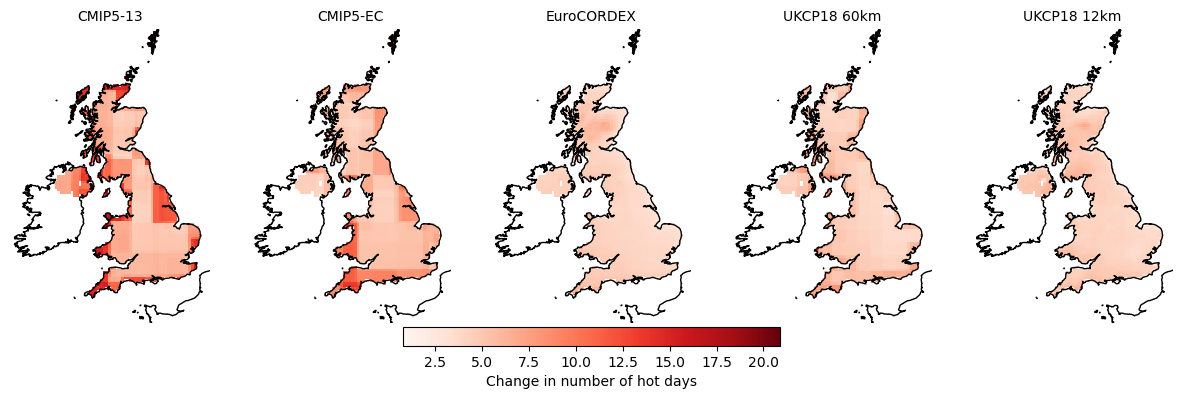 CMIP5-13 CMIP5-EC EuroCORDEX UKCP18 60km UKCP18 12km
2.5 5.0 7.5 10.0 12.5 15.0 17.5 20.0
Change in number of hot days